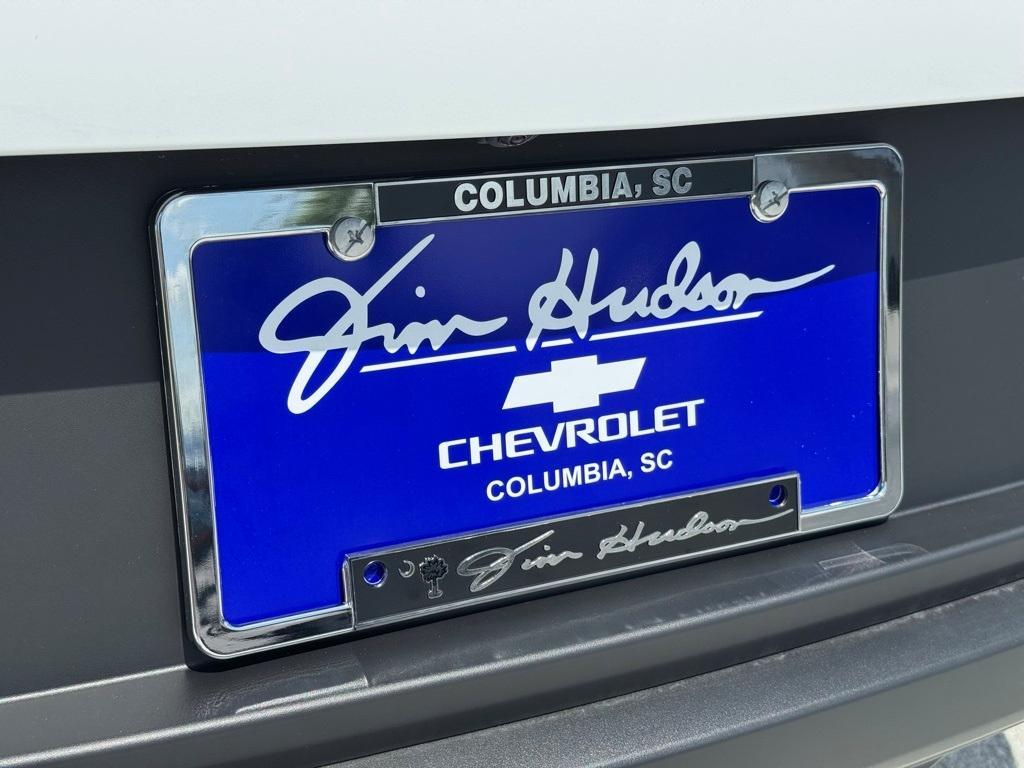 COLUMBIA, SC
Jim Hudson
CHEVROLET
COLUMBIA, SC
Jim Hudson